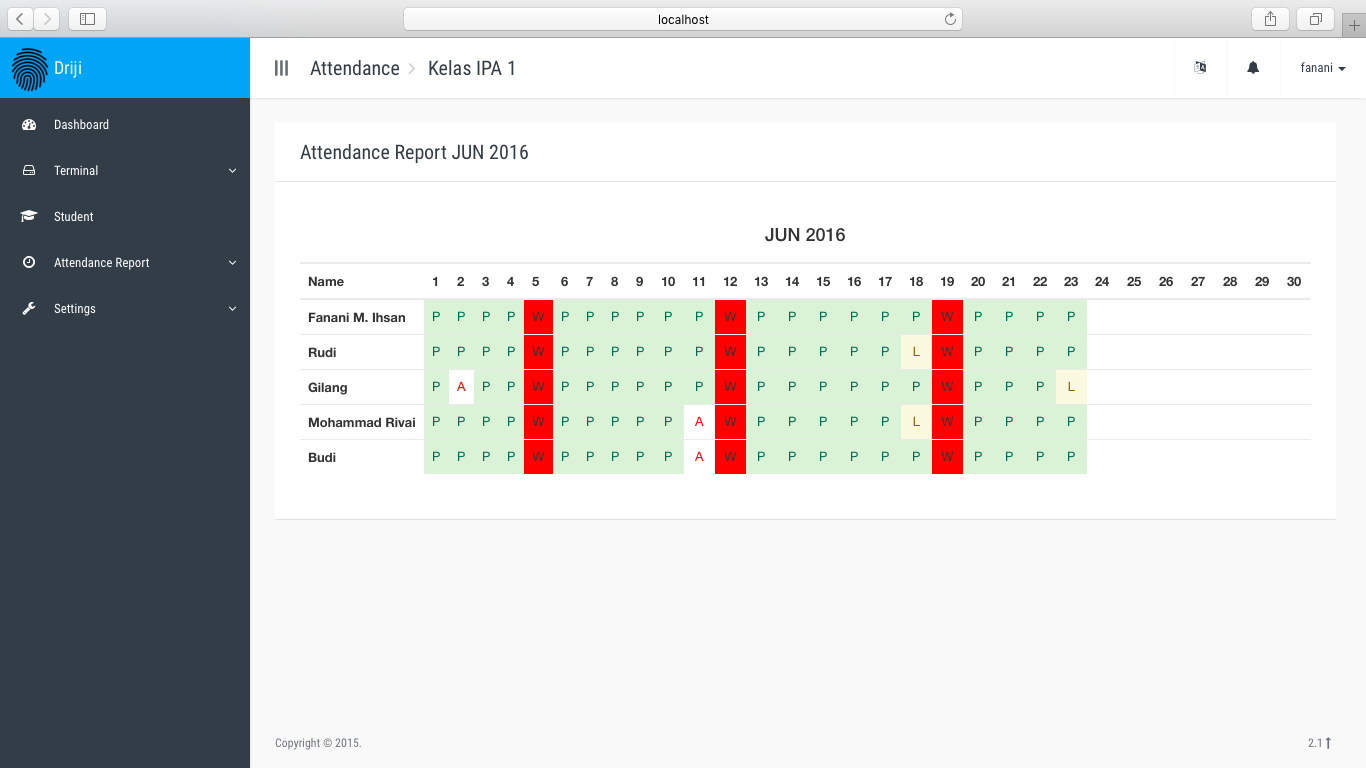 localhost
Driji
Attendance
Kelas IPA 1
fanani
Dashboard
Terminal
Student
Attendance Report
Settings
Attendance Report JUN 2016
JUN 2016
Name 1 2 3 4 5 6 7 8 9 10 11 12 13 14 15 16 17 18 19 20 21 22 23 24 25 26 27 28 29 30
Fanani M. Ihsan P P P P W P P P P P P W P P P P P P W P P P P
Rudi P P P P W P P P P P P W P P P P P L W P P P P
Gilang P A P P W P P P P P P W P P P P P P W P P P L
Mohammad Rivai P P P P W P P P P P A W P P P P P L W P P P P
Budi P P P P W P P P P P A W P P P P P P W P P P P
Copyright © 2015.
2.1